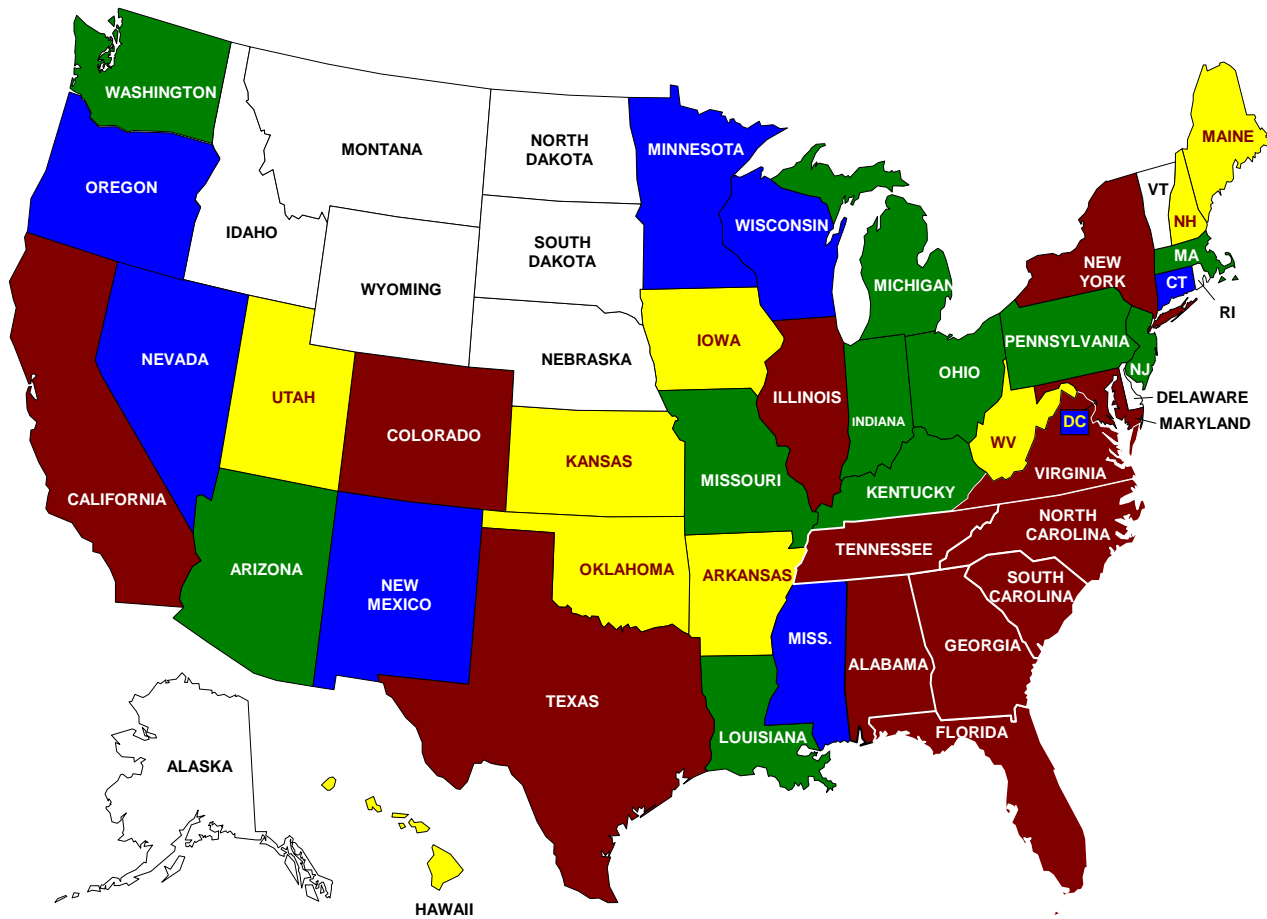 WASHINGTON
MONTANA
NORTH
DAKOTA
MINNESOTA
MAINE
OREGON
IDAHO
WISCONSIN
VT
NH
SOUTH
DAKOTA
WYOMING
MICHIGAN
NEW
YORK
MA
CT
RI
NEVADA
NEBRASKA
IOWA
PENNSYLVANIA
UTAH
ILLINOIS
OHIO
NJ
DELAWARE
COLORADO
INDIANA
DC
MARYLAND
KANSAS
WV
CALIFORNIA
MISSOURI
KENTUCKY
VIRGINIA
NORTH
CAROLINA
TENNESSEE
ARIZONA
OKLAHOMA
ARKANSAS
SOUTH
CAROLINA
NEW
MEXICO
MISS.
GEORGIA
ALABAMA
TEXAS
LOUISIANA
FLORIDA
ALASKA
HAWAII